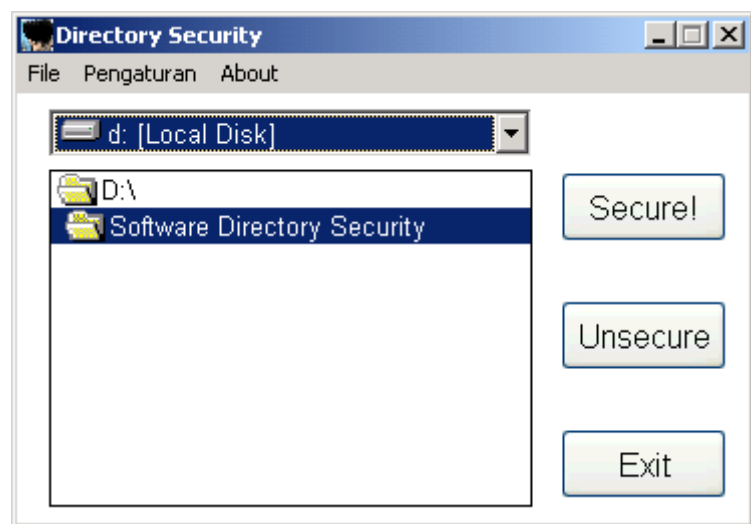 Directory Security
File Pengaturan About
d: [Local Disk]
D:\
Software Directory Security
Secure!
Unsecure
Exit